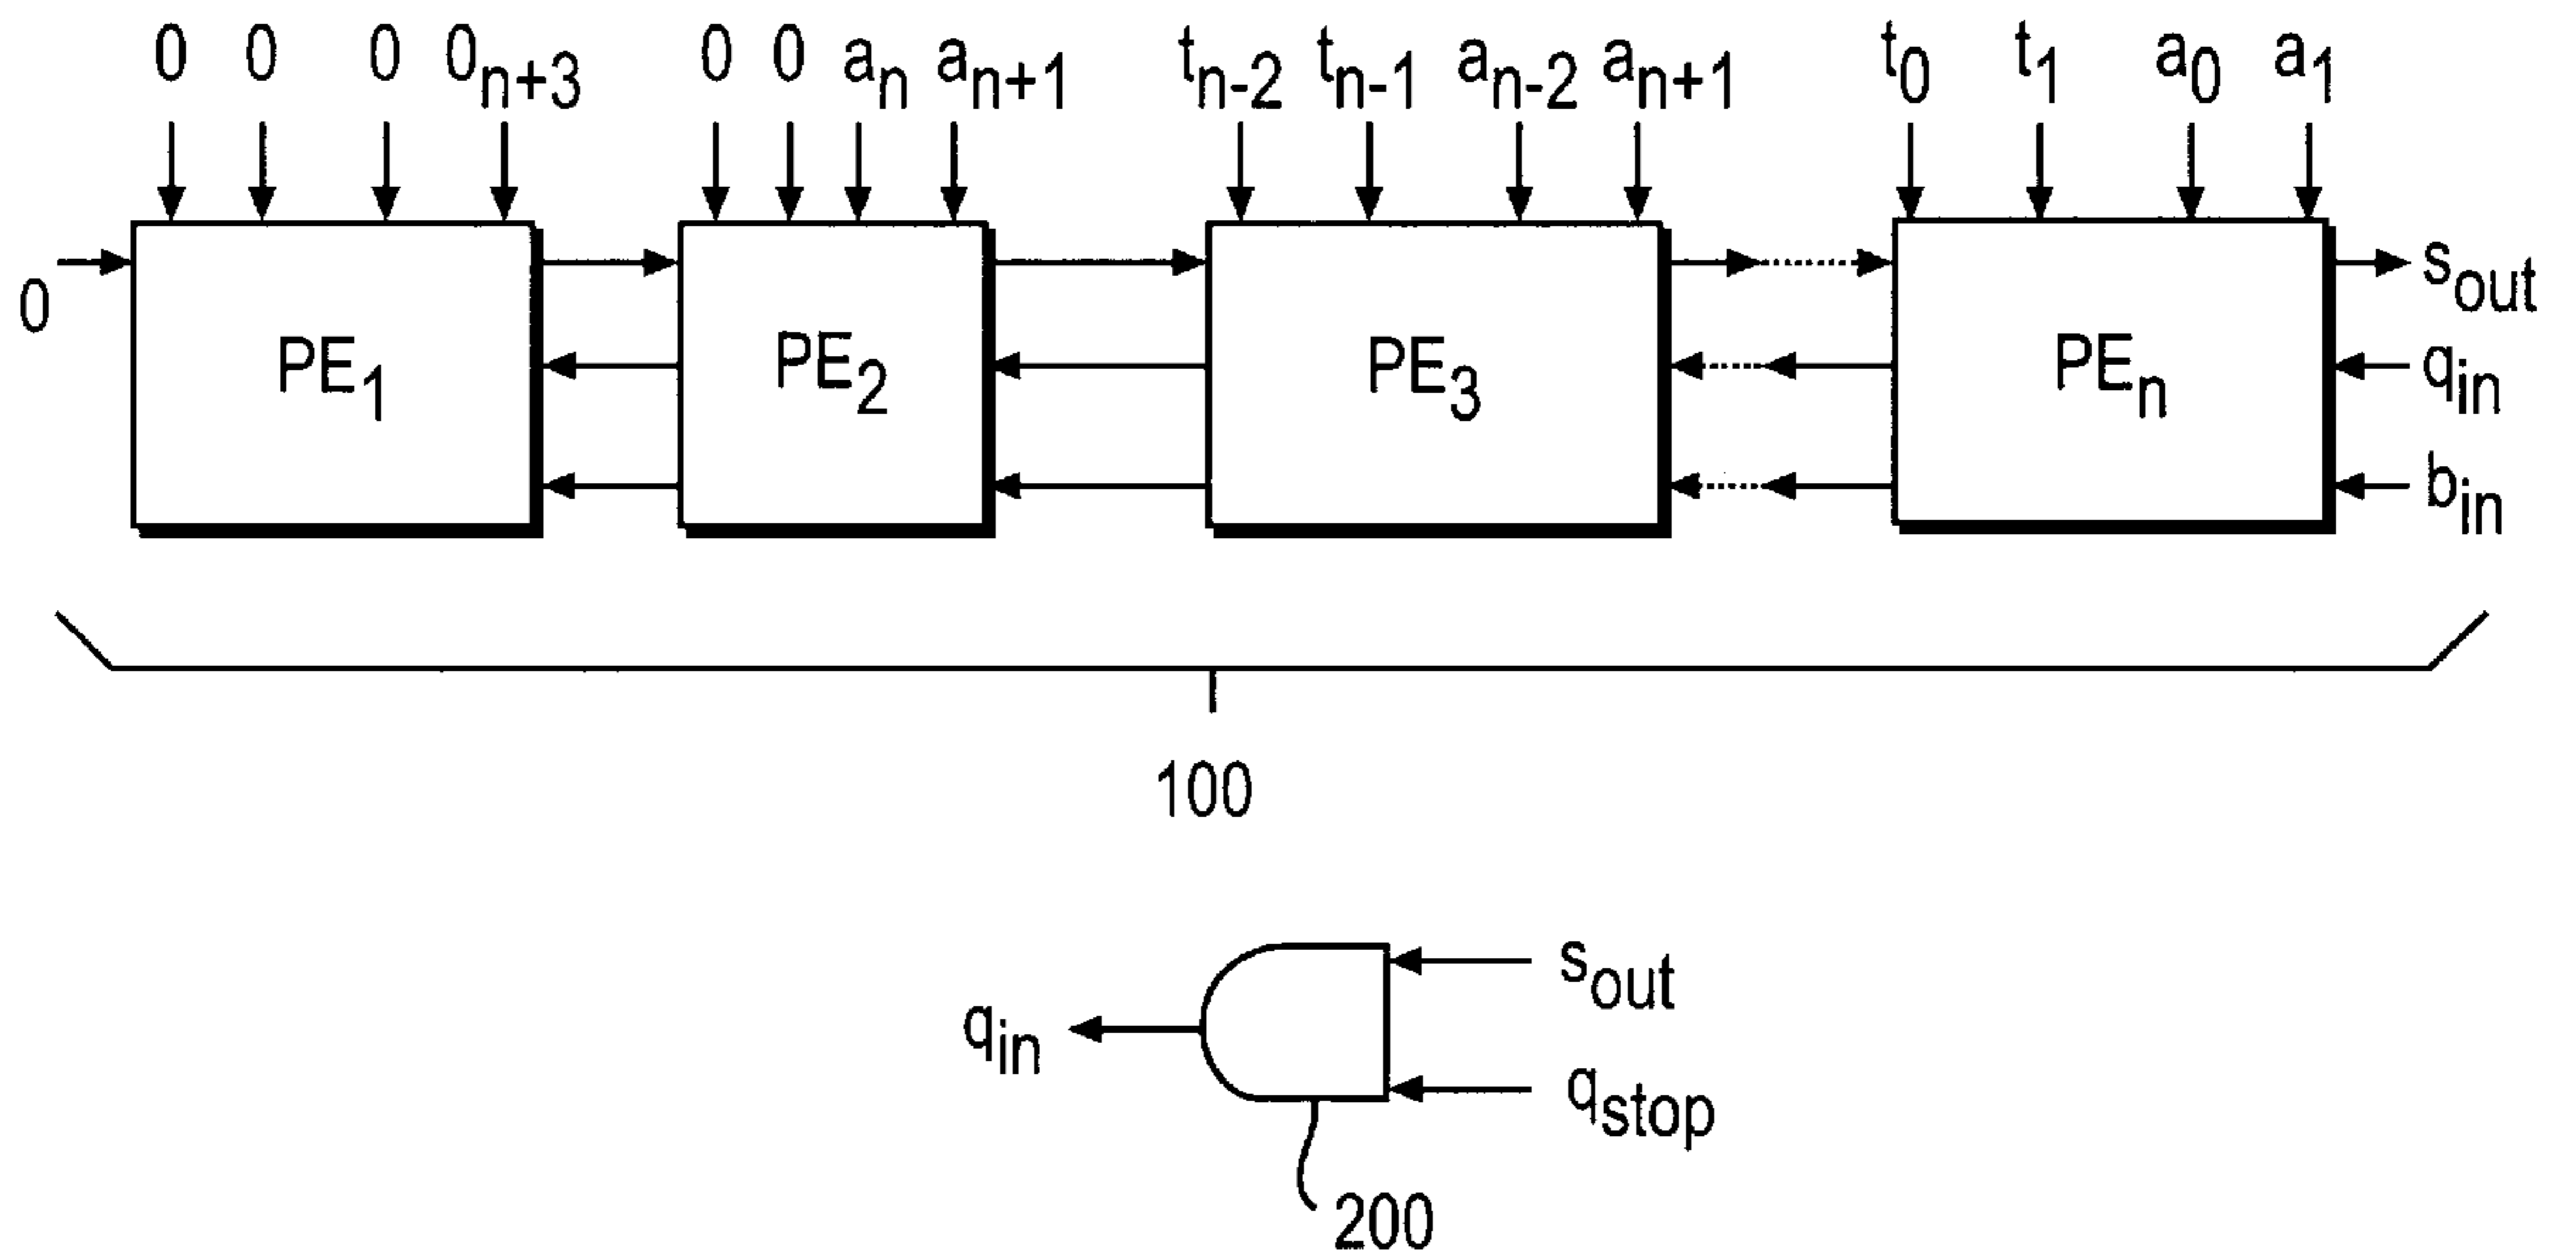 0 0 0 0n+3 0 0 an an+1 tn-2 tn-1 an-2 an+1 t0 t1 a0 a1
0 sout
PE1 PE2 PE3 PEn qin
bin
100
sout
qin
qstop
200